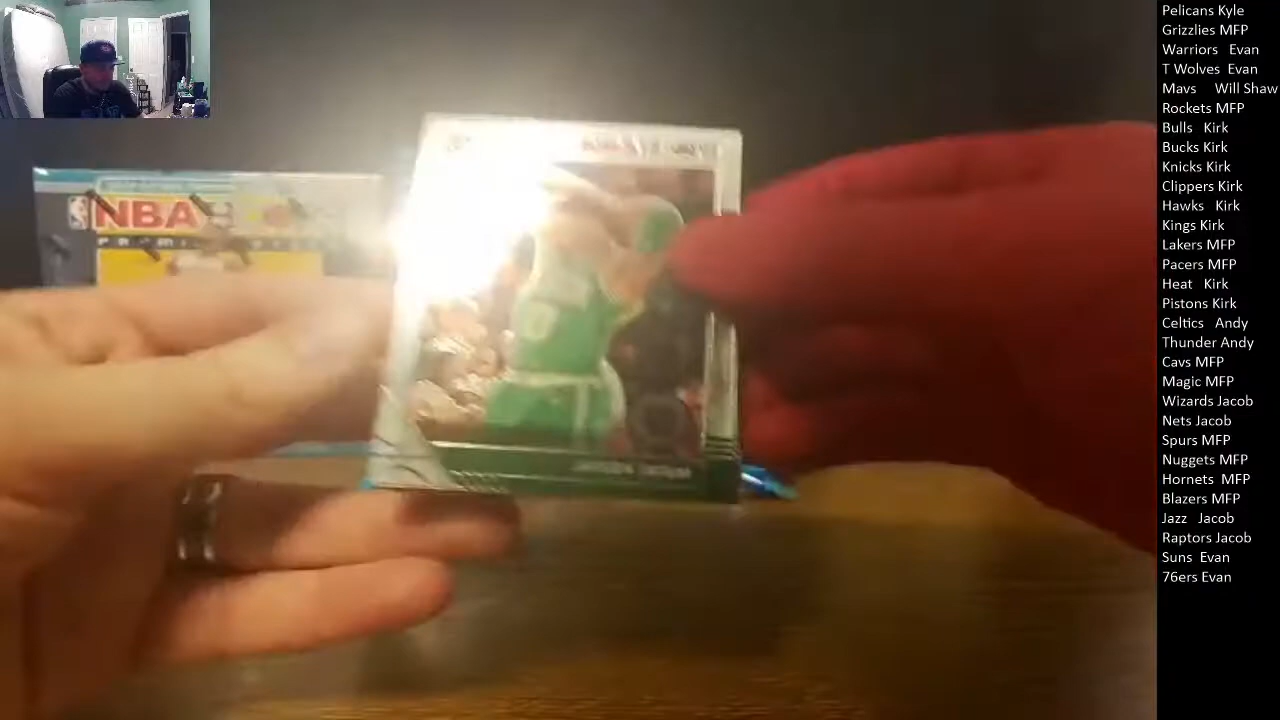 Pelicans Kyle
Grizzlies MFP
Warriors Evan
T Wolves Evan
Mavs Will Shaw
Rockets MFP
Bulls Kirk
Bucks Kirk
Knicks Kirk
Clippers Kirk
Hawks Kirk
Kings Kirk
Lakers MFP
Pacers MFP
Heat Kirk
Pistons Kirk
Celtics Andy
Thunder Andy
Cavs MFP
Magic MFP
Wizards Jacob
Nets Jacob
Spurs MFP
Nuggets MFP
Hornets MFP
Blazers MFP
Jazz Jacob
Raptors Jacob
Suns Evan
76ers Evan
NBA
0